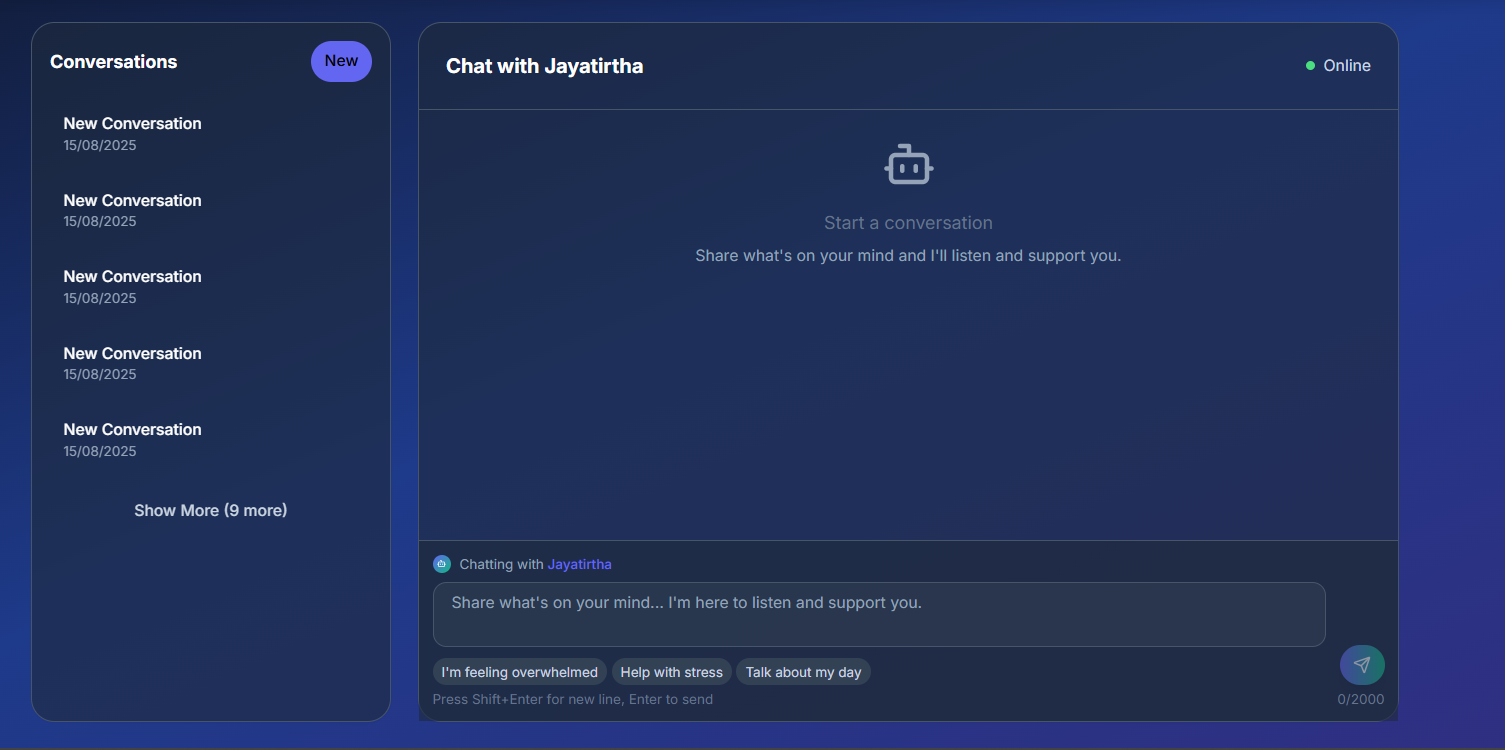 Conversations
New
New Conversation
15/08/2025
New Conversation
15/08/2025
New Conversation
15/08/2025
New Conversation
15/08/2025
New Conversation
15/08/2025
Show More (9 more)
Chat with Jayatirtha
Online
Start a conversation
Share what's on your mind and I'll listen and support you.
Chatting with Jayatirtha
Share what's on your mind... I'm here to listen and support you.
I'm feeling overwhelmed
Help with stress
Talk about my day
Press Shift+Enter for new line, Enter to send
0/2000